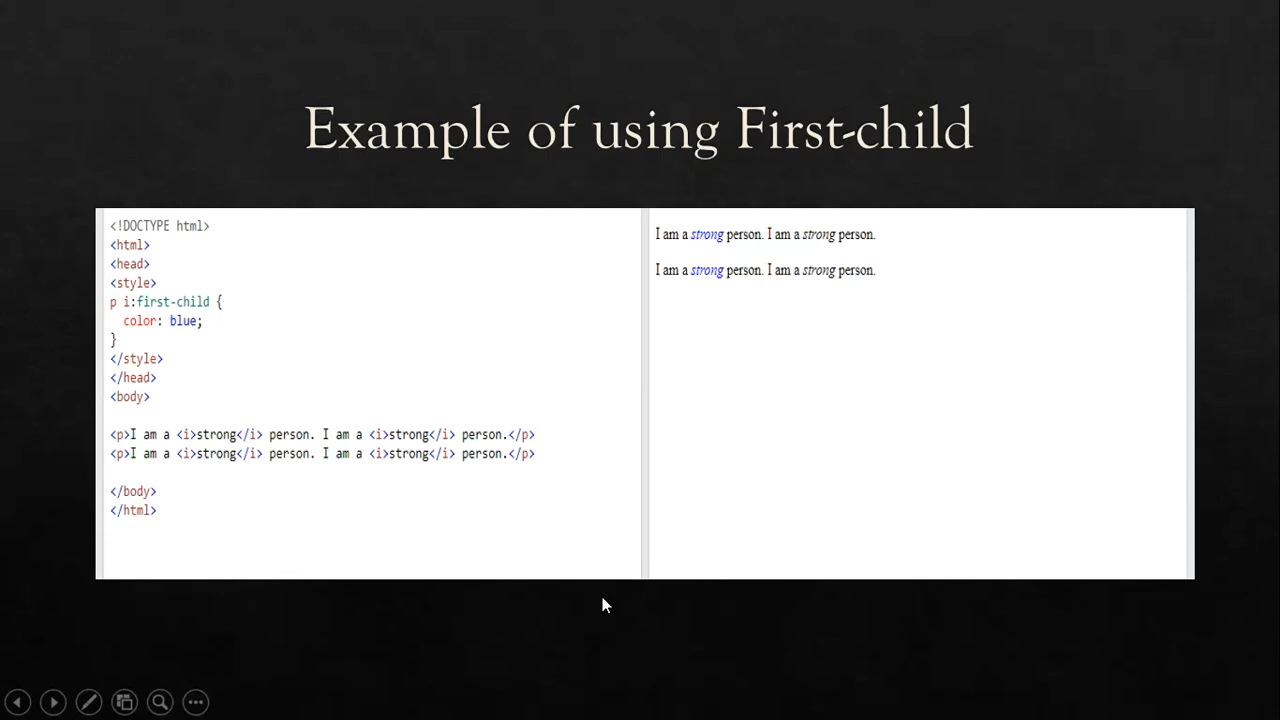 Example of using First-child
<!DOCTYPE html>
<html>
<head>
<style>
p i:first-child {
  color: blue;
}
</style>
</head>
<body>
<p>I am a <i>strong</i> person. I am a <i>strong</i> person.</p>
<p>I am a <i>strong</i> person. I am a <i>strong</i> person.</p>
</body>
</html>
I am a strong person. I am a strong person.
I am a strong person. I am a strong person.